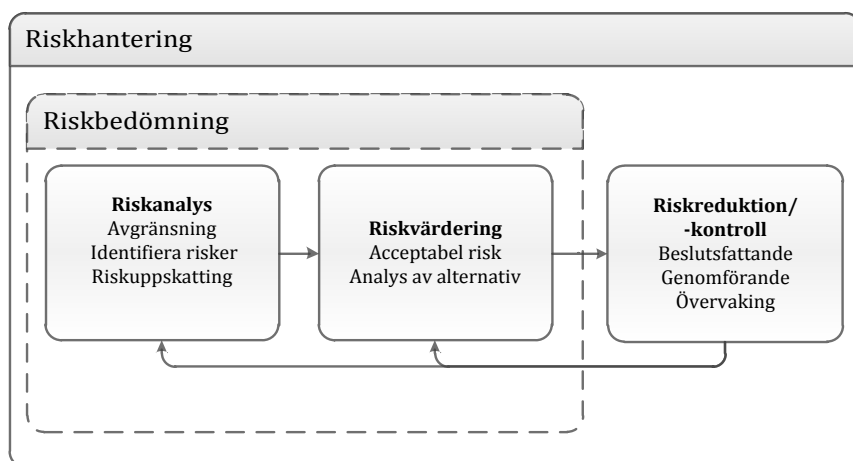 Riskhantering
Riskbedömning
Riskanalys
Avgränsning
Identifiera risker
Riskuppskatting
Riskvärdering
Acceptabel risk
Analys av alternativ
Riskreduktion/
-kontroll
Beslutsfattande
Genomförande
Övervaking